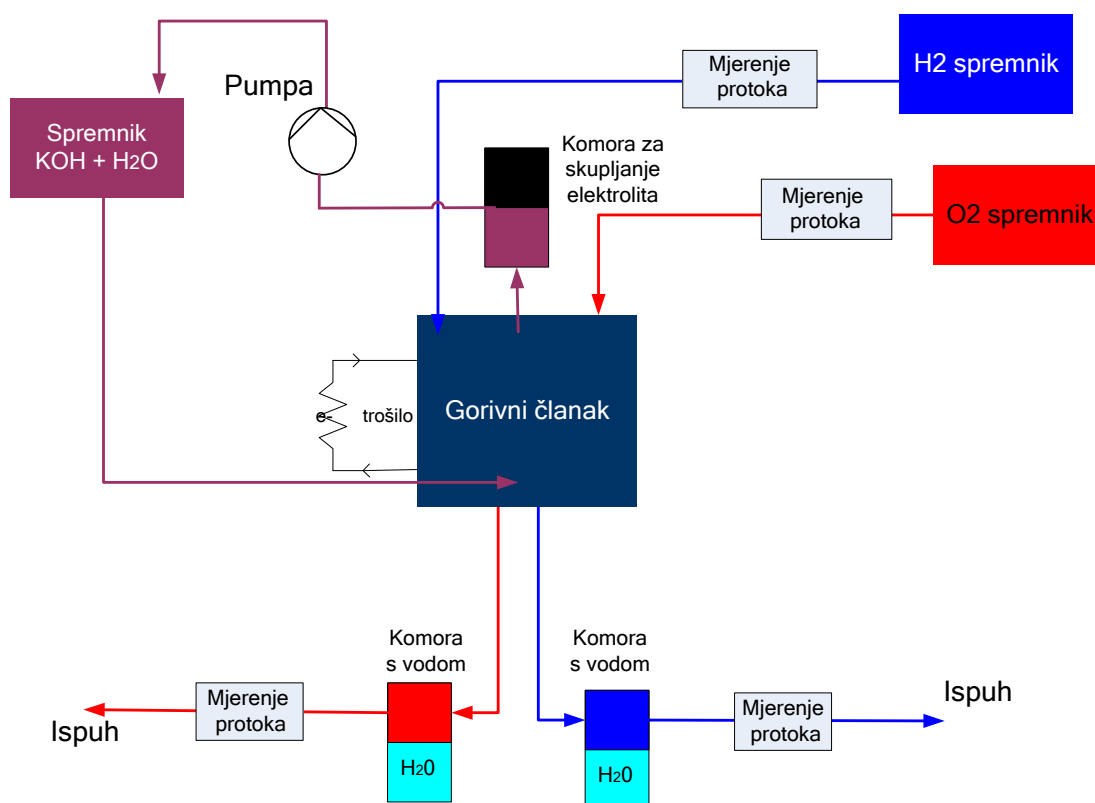 H2 spremnik
Mjerenje
protoka
Pumpa
Spremnik
KOH + H2O
Komora za
skupljanje
elektrolita
Mjerenje
protoka
O2 spremnik
Gorivni članak
e-
trošilo
Komora
s vodom
Komora
s vodom
Mjerenje
protoka
Ispuh
H20
H20
Mjerenje
protoka
Ispuh